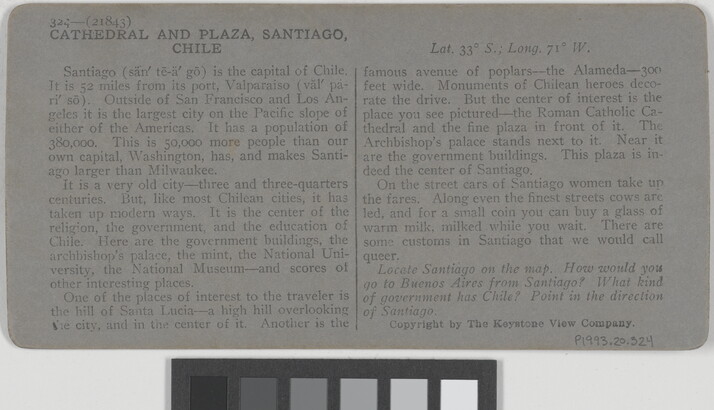 325—(21843)
CATHEDRAL AND PLAZA, SANTIAGO,
CHILE
Santiago (sän′ tē-ä′ gō) is the capital of Chile.
It is 52 miles from its port, Valparaiso (väl′ pa-
rī′ sō). Outside of San Francisco and Los An-
geles it is the largest city on the Pacific slope of
either of the Americas. It has a population of
380,000. This is 50,000 more people than our
own capital, Washington, has, and makes Santi-
ago larger than Milwaukee.
It is a very old city—three and three-quarters
centuries. But, like most Chilean cities, it has
taken up modern ways. It is the center of the
religion, the government, and the education of
Chile. Here are the government buildings, the
archbishop's palace, the mint, the National Uni-
versity, the National Museum—and scores of
other interesting places.
One of the places of interest to the traveler is
the hill of Santa Lucia—a high hill overlooking
the city, and in the center of it. Another is the
Lat. 33° S.; Long. 71° W.
famous avenue of poplars—the Alameda—300
feet wide. Monuments of Chilean heroes deco-
rate the drive. But the center of interest is the
place you see pictured—the Roman Catholic Ca-
thedral and the fine plaza in front of it. The
Archbishop's palace stands next to it. Near it
are the government buildings. This plaza is in-
deed the center of Santiago.
On the street cars of Santiago women take up
the fares. Along even the finest streets cows are
led, and for a small coin you can buy a glass of
warm milk, milked while you wait. There are
some customs in Santiago that we would call
queer.
Locate Santiago on the map. How would you
go to Buenos Aires from Santiago? What kind
of government has Chile? Point in the direction
of Santiago.
Copyright by The Keystone View Company.
P1993.20.324